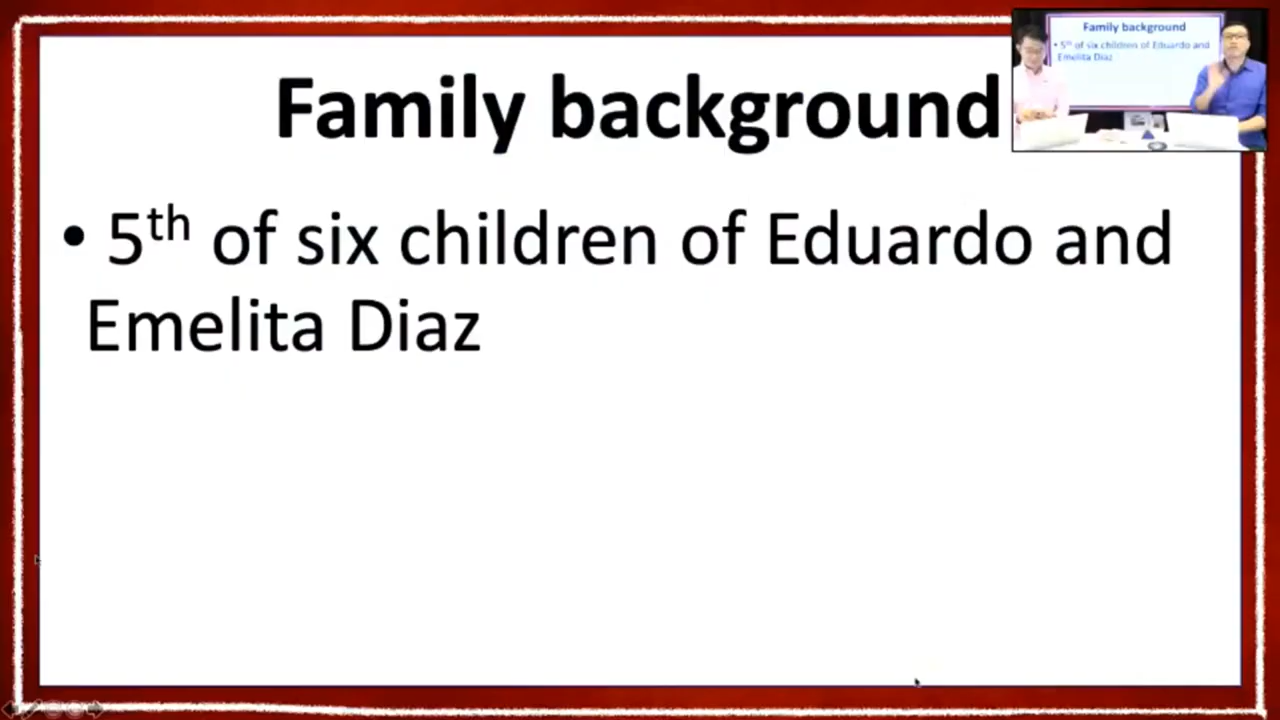 Family background
• 5th of six children of Eduardo and
Emelita Diaz
Family background
• 5th of six children of Eduardo and
Emelita Diaz